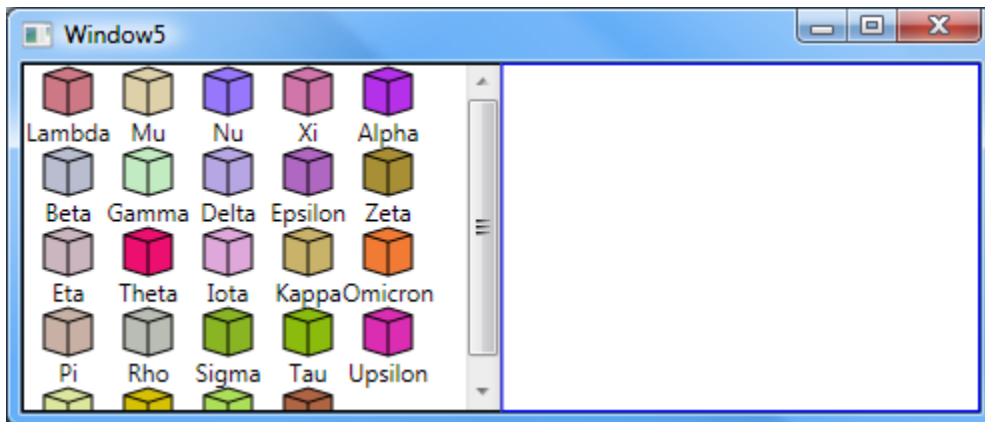 Window5
Lambda Mu Nu Xi Alpha
Beta Gamma Delta Epsilon Zeta
Eta Theta Iota Kappa Omicron
Pi Rho Sigma Tau Upsilon